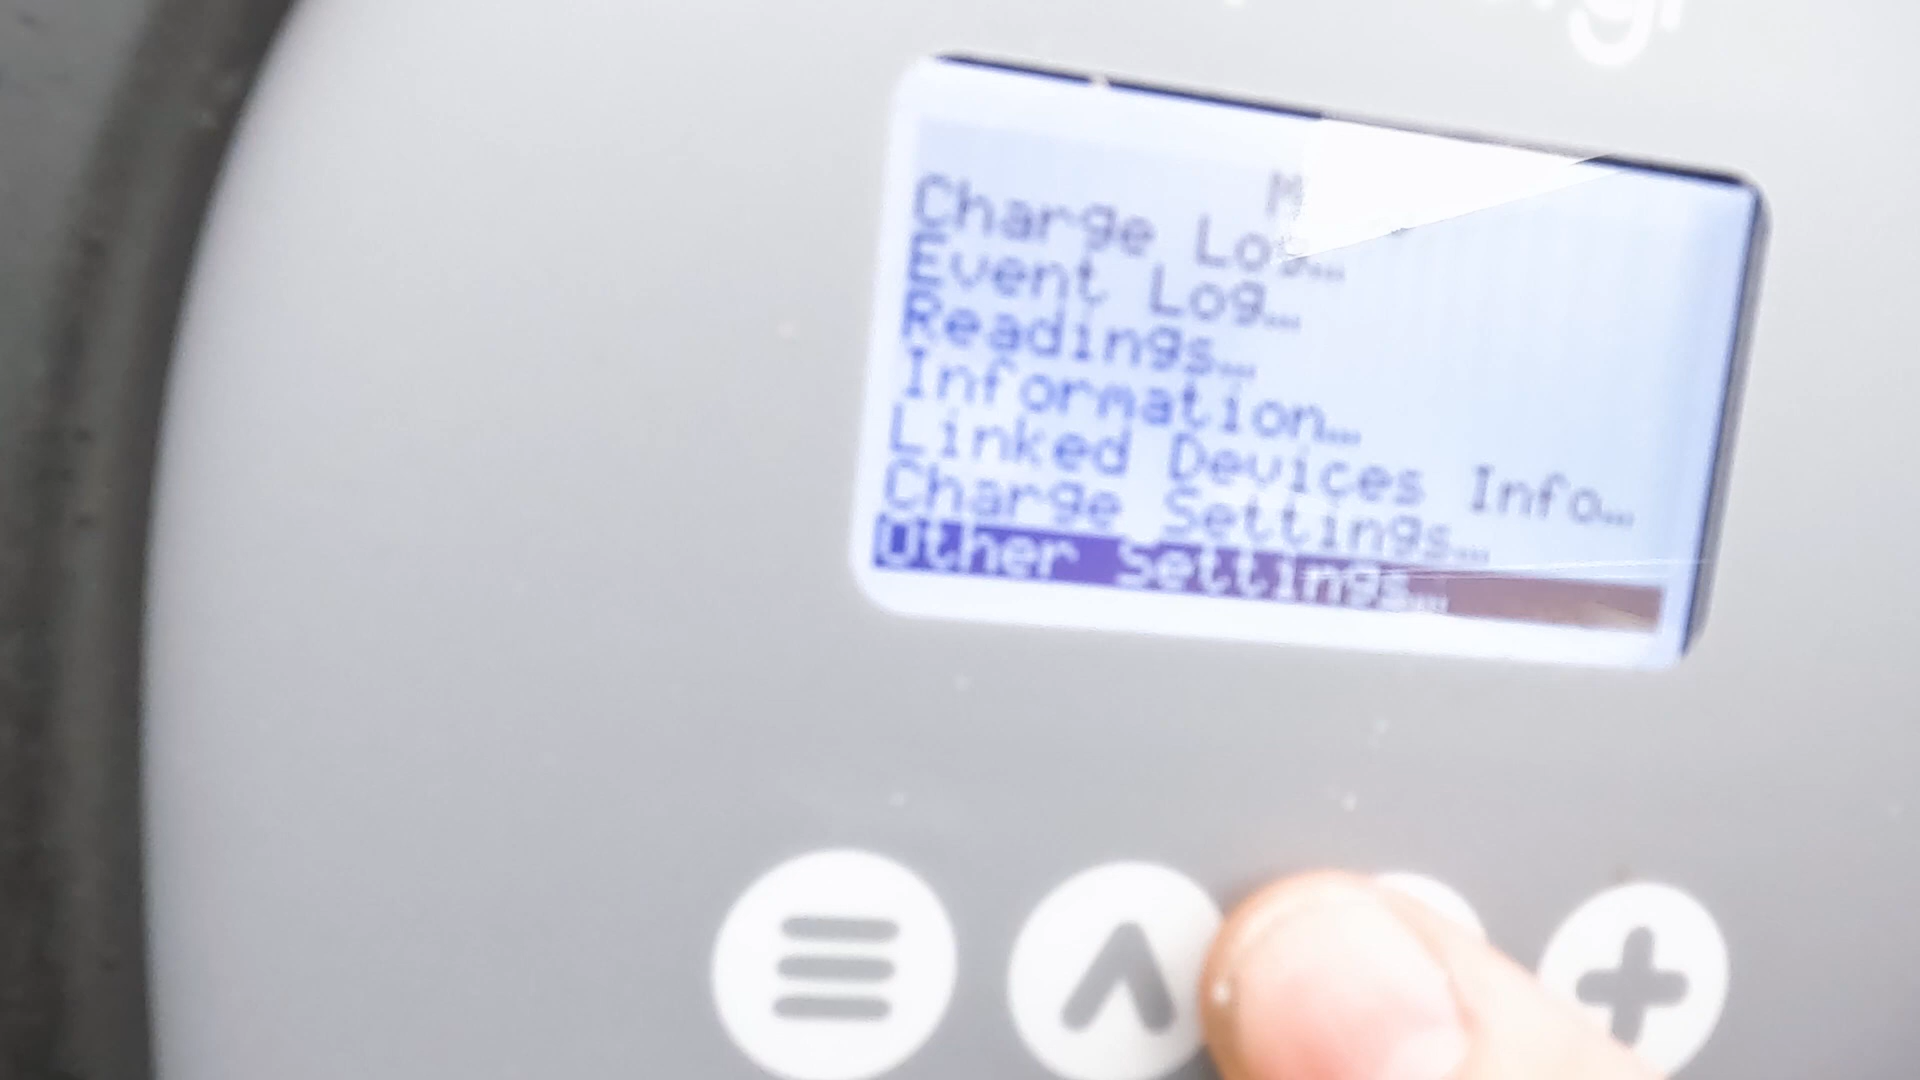 Charge Log…
Event Log…
Readings…
Information…
Linked Devices Info…
Charge Settings…
Other Settings…